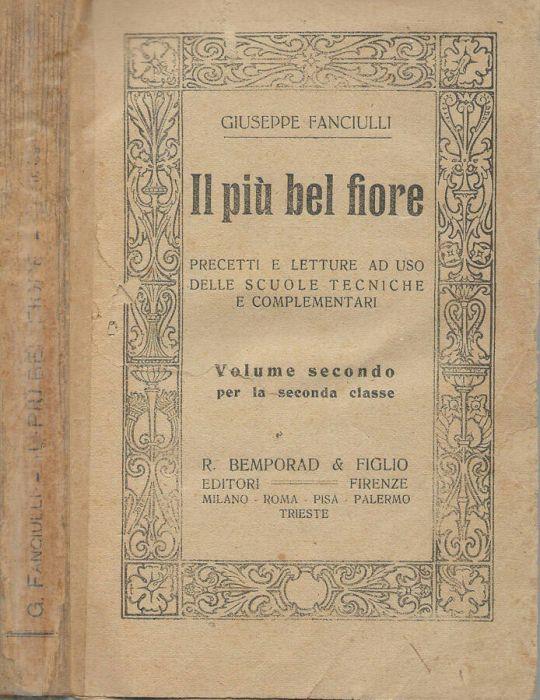 GIUSEPPE FANCIULLI
Il più bel fiore
PRECETTI E LETTURE AD USO
DELLE SCUOLE TECNICHE
E COMPLEMENTARI
Volume secondo
per la seconda classe
R. BEMPORAD & FIGLIO
EDITORI FIRENZE
MILANO - ROMA - PISA - PALERMO
TRIESTE
G. FANCIULLI - IL PIÙ BEL FIORE